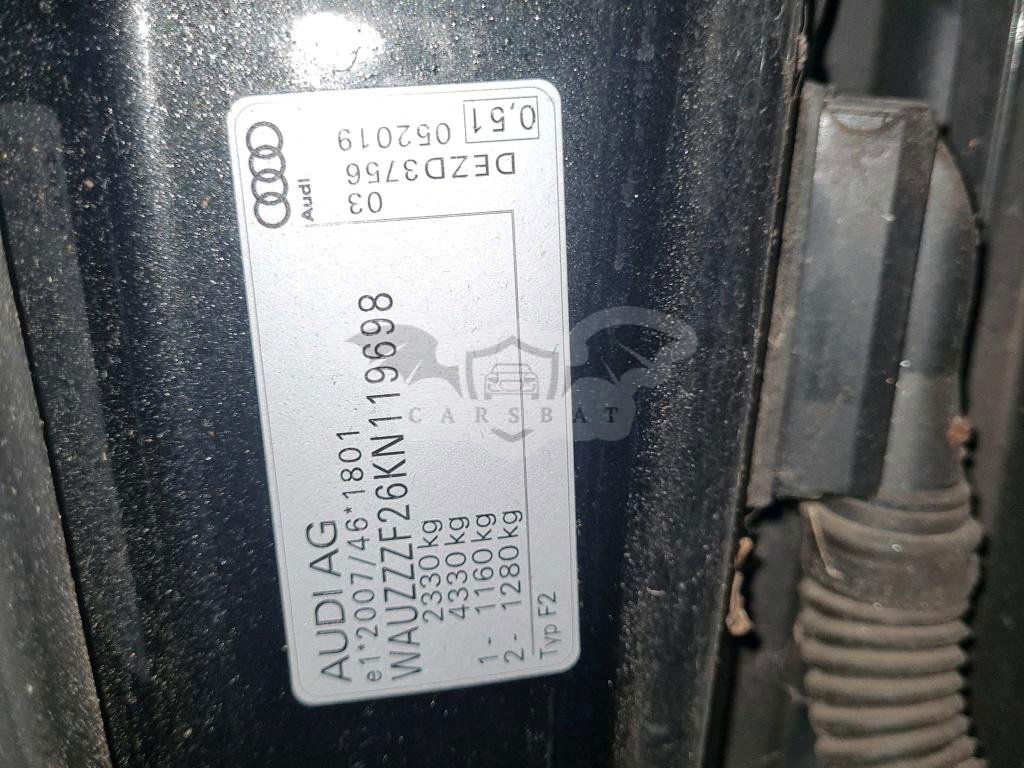 AUDI AG
e1*2007/46*1801
WAUZZZF26KN119698
2330 kg
4330 kg
1 - 1160 kg
2 - 1280 kg
Typ F2
Audi
03
DEZD3756
052019
0,51
CARSBAT